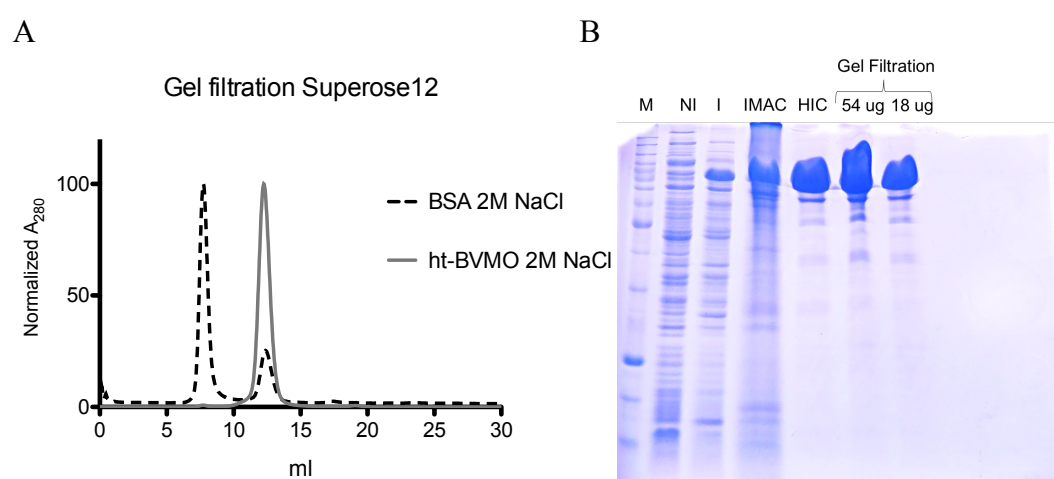 A
Gel filtration Superose12
Normalized A280
100
50
0
0 5 10 15 20 25 30
ml
BSA 2M NaCl
ht-BVMO 2M NaCl
B
Gel Filtration
M NI I IMAC HIC 54 ug 18 ug